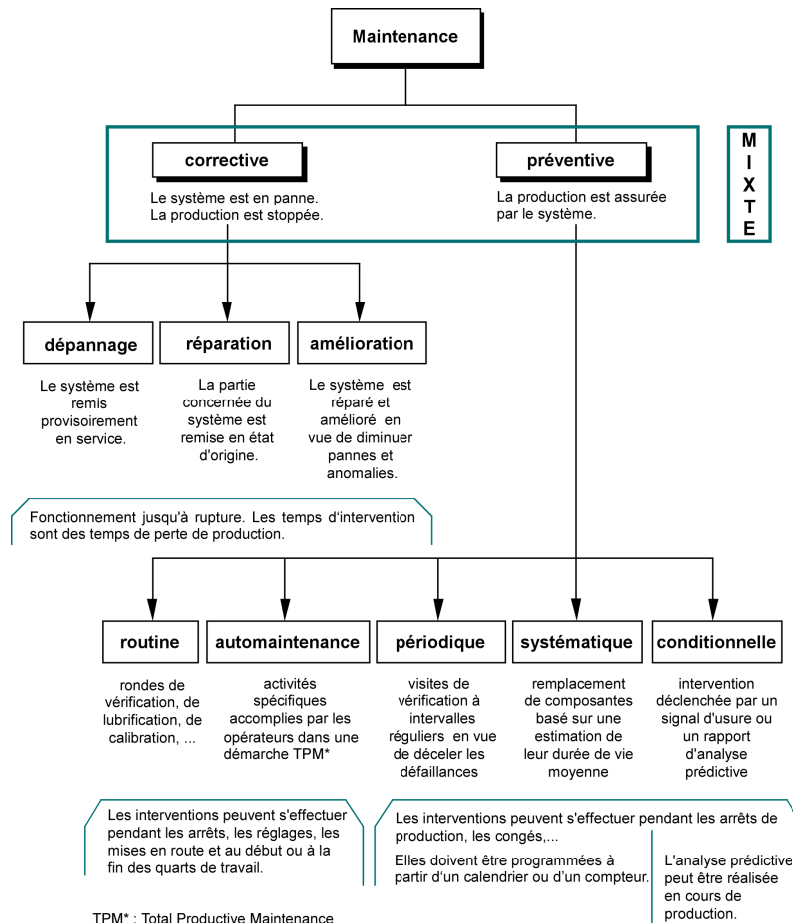 Maintenance
corrective
Le système est en panne.
La production est stoppée.
préventive
La production est assurée
par le système.
M
I
X
T
E
dépannage
Le système est
remis
provisoirement
en service.
réparation
La partie
concernée du
système est
remise en état
d'origine.
amélioration
Le système est
réparé et
amélioré en
vue de diminuer
pannes et
anomalies.
Fonctionnement jusqu'à rupture. Les temps d'intervention
sont des temps de perte de production.
routine
rondes de
vérification, de
lubrification, de
calibration, ...
automaintenance
activités
spécifiques
accomplies par les
opérateurs dans une
démarche TPM*
périodique
visites de
vérification à
intervalles
réguliers en vue
de déceler les
défaillances
systématique
remplacement
de composantes
basé sur une
estimation de
leur durée de vie
moyenne
conditionnelle
intervention
déclenchée par un
signal d'usure ou
un rapport
d'analyse
prédictive
Les interventions peuvent s'effectuer
pendant les arrêts, les réglages, les
mises en route et au début ou à la
fin des quarts de travail.
Les interventions peuvent s'effectuer pendant les arrêts de
production, les congés,...
Elles doivent être programmées à
partir d'un calendrier ou d'un compteur.
L'analyse prédictive
peut être réalisée
en cours de
production.
TPM* : Total Productive Maintenance